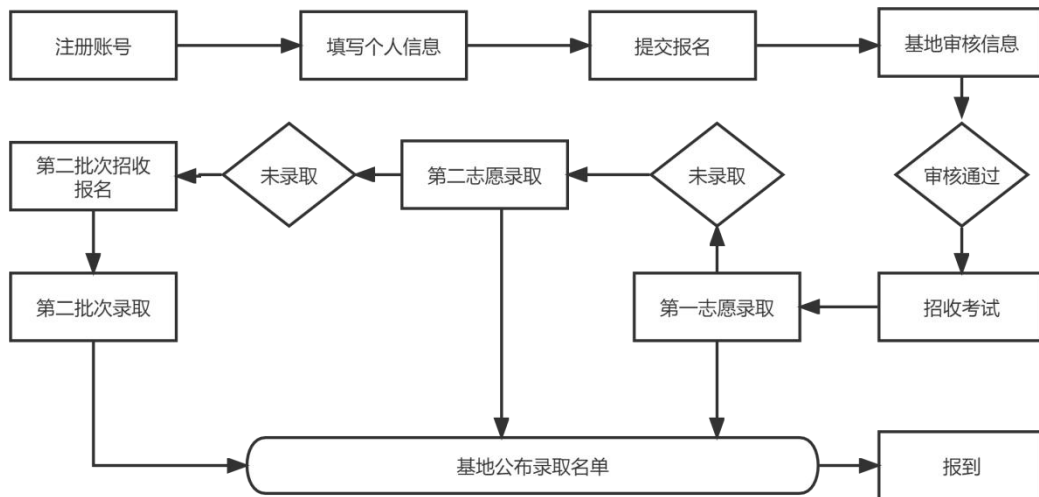 注册账号
填写个人信息
提交报名
基地审核信息
第二批次招收
报名
未录取
第二志愿录取
未录取
审核通过
第二批次录取
第一志愿录取
招收考试
基地公布录取名单
报到